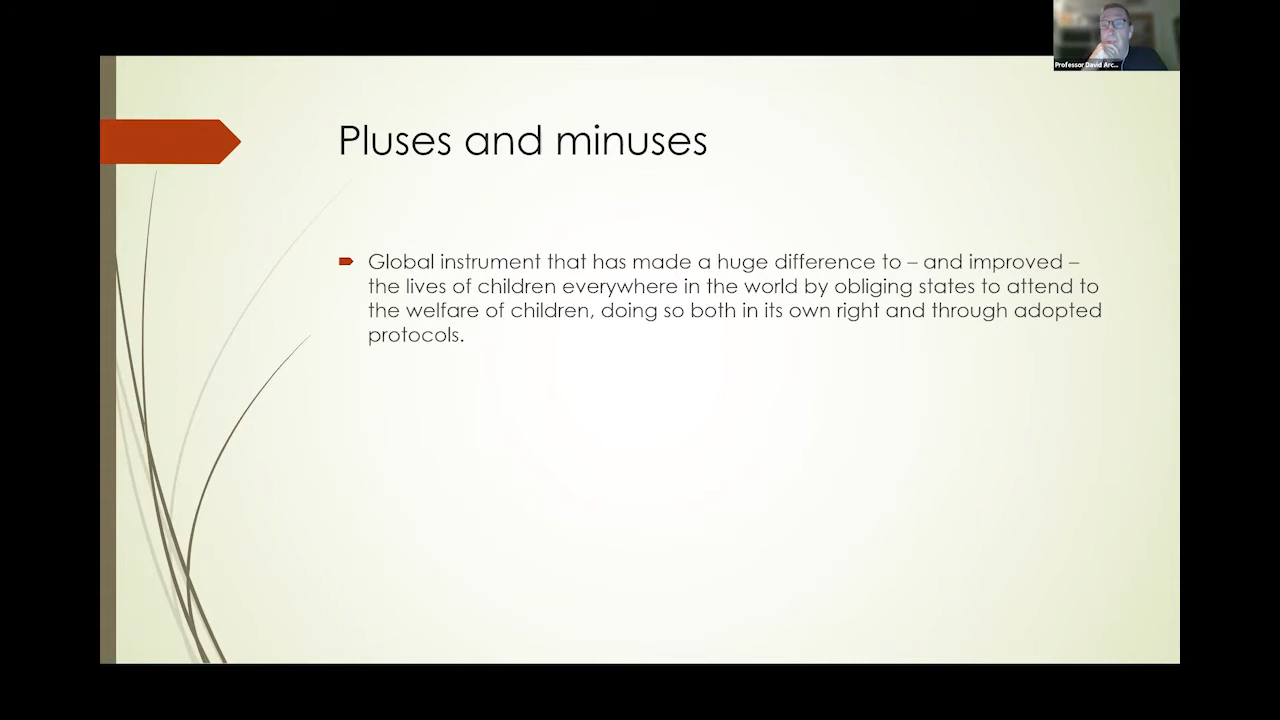 Professor David Arc...
Pluses and minuses
Global instrument that has made a huge difference to – and improved –
the lives of children everywhere in the world by obliging states to attend to
the welfare of children, doing so both in its own right and through adopted
protocols.